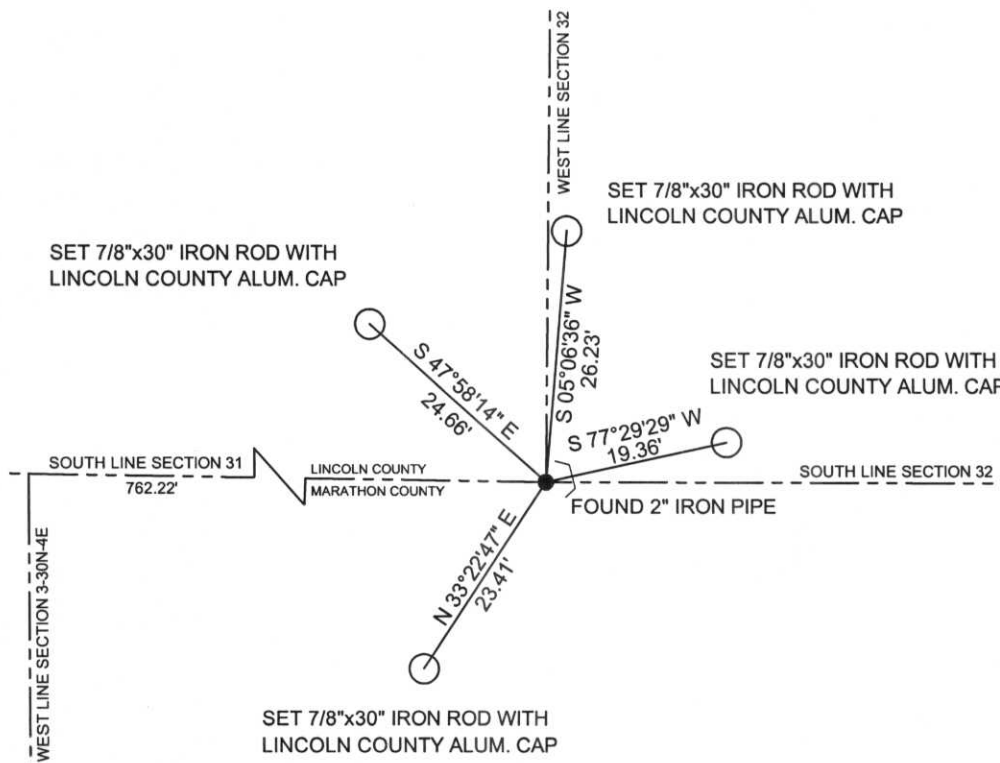 WEST LINE SECTION 32
SET 7/8"x30" IRON ROD WITH
LINCOLN COUNTY ALUM. CAP
SET 7/8"x30" IRON ROD WITH
LINCOLN COUNTY ALUM. CAP
S 05°06'36" W
26.23'
S 47°58'14" E
24.66'
SET 7/8"x30" IRON ROD WITH
LINCOLN COUNTY ALUM. CAP
S 77°29'29" W
19.36'
SOUTH LINE SECTION 31
762.22'
LINCOLN COUNTY
MARATHON COUNTY
SOUTH LINE SECTION 32
FOUND 2" IRON PIPE
N 33°22'47" E
23.41'
WEST LINE SECTION 3-30N-4E
SET 7/8"x30" IRON ROD WITH
LINCOLN COUNTY ALUM. CAP